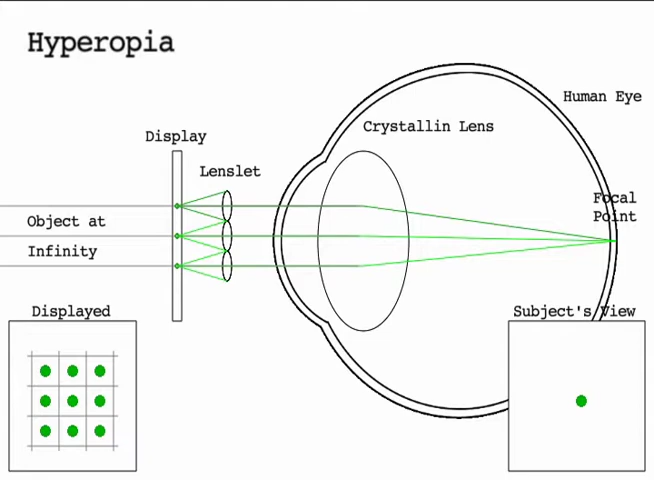 Hyperopia
Human Eye
Crystallin Lens
Display
Lenslet
Focal
Point
Object at
Infinity
Displayed
Subject's View